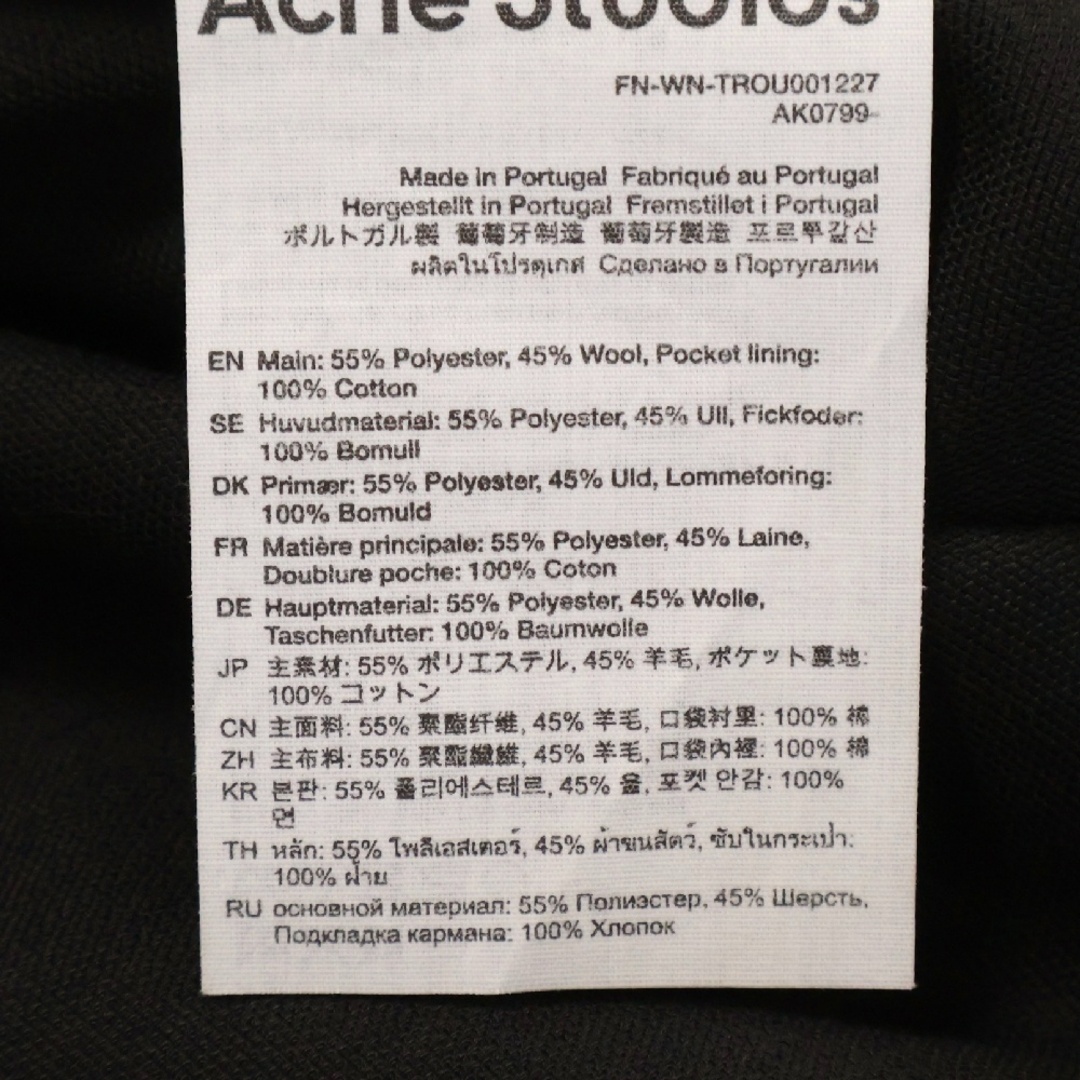 Acne Studios
FN-WN-TROU001227
AK0799-
Made in Portugal Fabriqué au Portugal
Hergestellt in Portugal Fremstillet i Portugal
ポルトガル製 葡萄牙制造 葡萄牙製造 포르투갈산
ผลิตในโปรตุเกส Сделано в Португалии
EN Main: 55% Polyester, 45% Wool, Pocket lining:
100% Cotton
SE Huvudmaterial: 55% Polyester, 45% Ull, Fickfoder:
100% Bomull
DK Primær: 55% Polyester, 45% Uld, Lommeforing:
100% Bomuld
FR Matière principale: 55% Polyester, 45% Laine,
Doublure poche: 100% Coton
DE Hauptmaterial: 55% Polyester, 45% Wolle,
Taschenfutter: 100% Baumwolle
JP 主素材: 55% ポリエステル, 45% 羊毛, ポケット裏地:
100% コットン
CN 主面料: 55% 聚酯纤维, 45% 羊毛, 口袋衬里: 100% 棉
ZH 主布料: 55% 聚酯纖維, 45% 羊毛, 口袋內裡: 100% 棉
KR 본판: 55% 폴리에스테르, 45% 울, 포켓 안감: 100%
면
TH หลัก: 55% โพลีเอสเตอร์, 45% ผ้าขนสัตว์, ซับในกระเป๋า:
100% ฝ้าย
RU основной материал: 55% Полиэстер, 45% Шерсть,
Подкладка кармана: 100% Хлопок